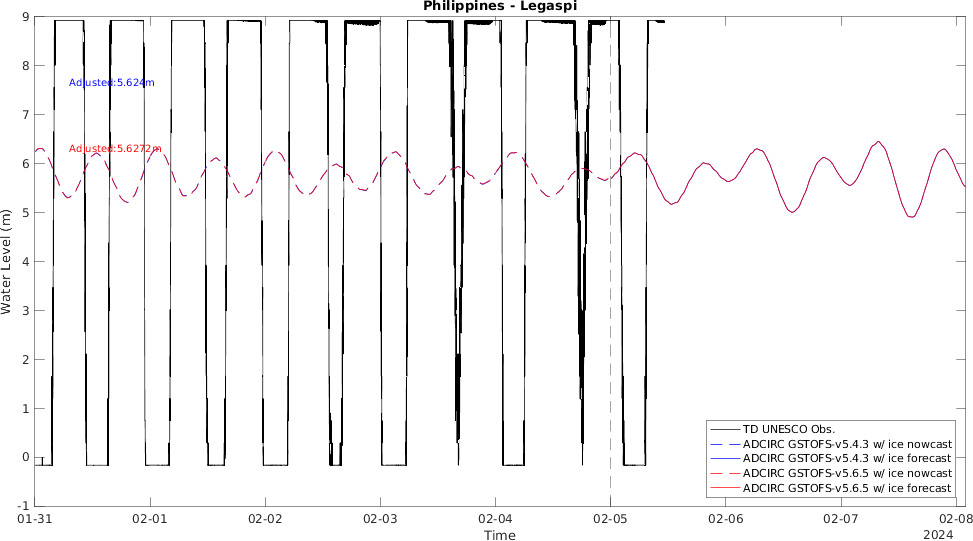 Philippines - Legaspi
9
8
7
6
5
4
3
2
1
0
-1
Water Level (m)
Adjusted:5.624m
Adjusted:5.6272m
TD UNESCO Obs.
ADCIRC GSTOFS-v5.4.3 w/ ice nowcast
ADCIRC GSTOFS-v5.4.3 w/ ice forecast
ADCIRC GSTOFS-v5.6.5 w/ ice nowcast
ADCIRC GSTOFS-v5.6.5 w/ ice forecast
01-31 02-01 02-02 02-03 02-04 02-05 02-06 02-07 02-08
Time
2024